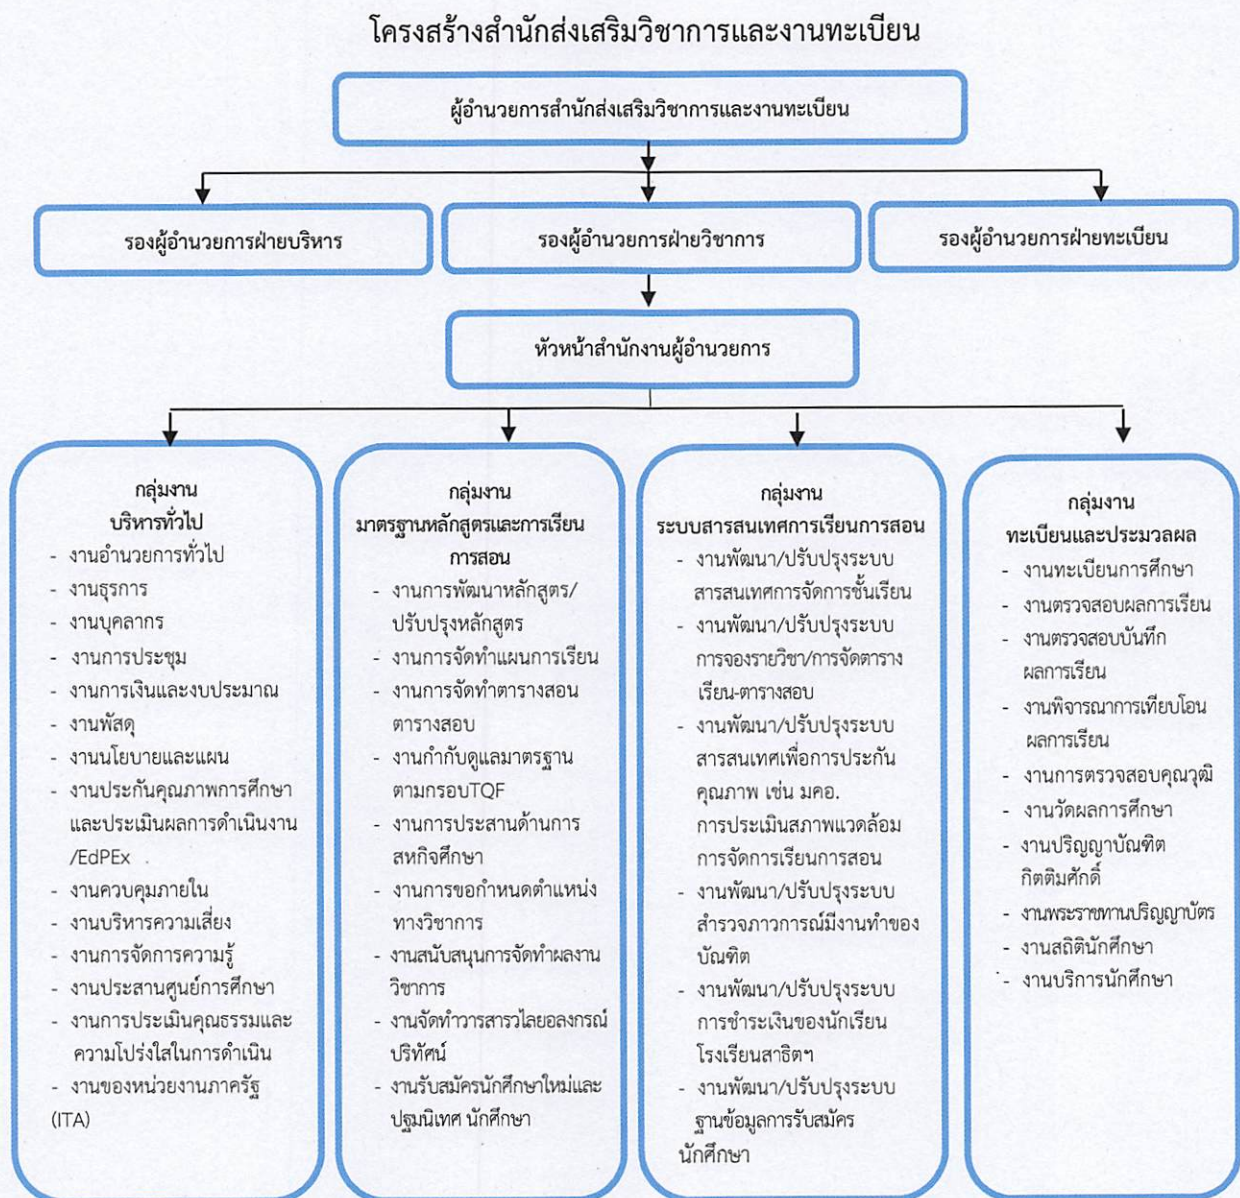 โครงสร้างสำนักส่งเสริมวิชาการและงานทะเบียน
ผู้อำนวยการสำนักส่งเสริมวิชาการและงานทะเบียน
รองผู้อำนวยการฝ่ายบริหาร
รองผู้อำนวยการฝ่ายวิชาการ
รองผู้อำนวยการฝ่ายทะเบียน
หัวหน้าสำนักงานผู้อำนวยการ
กลุ่มงาน
บริหารทั่วไป
- งานอำนวยการทั่วไป
- งานธุรการ
- งานบุคลากร
- งานการประชุม
- งานการเงินและงบประมาณ
- งานพัสดุ
- งานนโยบายและแผน
- งานประกันคุณภาพการศึกษา
และประเมินผลการดำเนินงาน
/EdPEx .
- งานควบคุมภายใน
- งานบริหารความเสี่ยง
- งานการจัดการความรู้
- งานประสานศูนย์การศึกษา
- งานการประเมินคุณธรรมและ
ความโปร่งใสในการดำเนิน
- งานของหน่วยงานภาครัฐ
(ITA)
กลุ่มงาน
มาตรฐานหลักสูตรและการเรียน
การสอน
- งานการพัฒนาหลักสูตร/
ปรับปรุงหลักสูตร
- งานการจัดทำแผนการเรียน
- งานการจัดทำตารางสอน
ตารางสอบ
- งานกำกับดูแลมาตรฐาน
ตามกรอบTQF
- งานการประสานด้านการ
สหกิจศึกษา
- งานการขอกำหนดตำแหน่ง
ทางวิชาการ
- งานสนับสนุนการจัดทำผลงาน
วิชาการ
- งานจัดทำวารสารวไลยอลงกรณ์
ปริทัศน์
- งานรับสมัครนักศึกษาใหม่และ
ปฐมนิเทศ นักศึกษา
กลุ่มงาน
ระบบสารสนเทศการเรียนการสอน
- งานพัฒนา/ปรับปรุงระบบ
สารสนเทศการจัดการชั้นเรียน
- งานพัฒนา/ปรับปรุงระบบ
การจองรายวิชา/การจัดตาราง
เรียน-ตารางสอบ
- งานพัฒนา/ปรับปรุงระบบ
สารสนเทศเพื่อการประกัน
คุณภาพ เช่น มคอ.
การประเมินสภาพแวดล้อม
การจัดการเรียนการสอน
- งานพัฒนา/ปรับปรุงระบบ
สำรวจภาวการณ์มีงานทำของ
บัณฑิต
- งานพัฒนา/ปรับปรุงระบบ
การชำระเงินของนักเรียน
โรงเรียนสาธิตฯ
- งานพัฒนา/ปรับปรุงระบบ
ฐานข้อมูลการรับสมัคร
นักศึกษา
กลุ่มงาน
ทะเบียนและประมวลผล
- งานทะเบียนการศึกษา
- งานตรวจสอบผลการเรียน
- งานตรวจสอบบันทึก
ผลการเรียน
- งานพิจารณาการเทียบโอน
ผลการเรียน
- งานการตรวจสอบคุณวุฒิ
- งานวัดผลการศึกษา
- งานปริญญาบัณฑิต
กิตติมศักดิ์
- งานพระราชทานปริญญาบัตร
- งานสถิตินักศึกษา
- งานบริการนักศึกษา